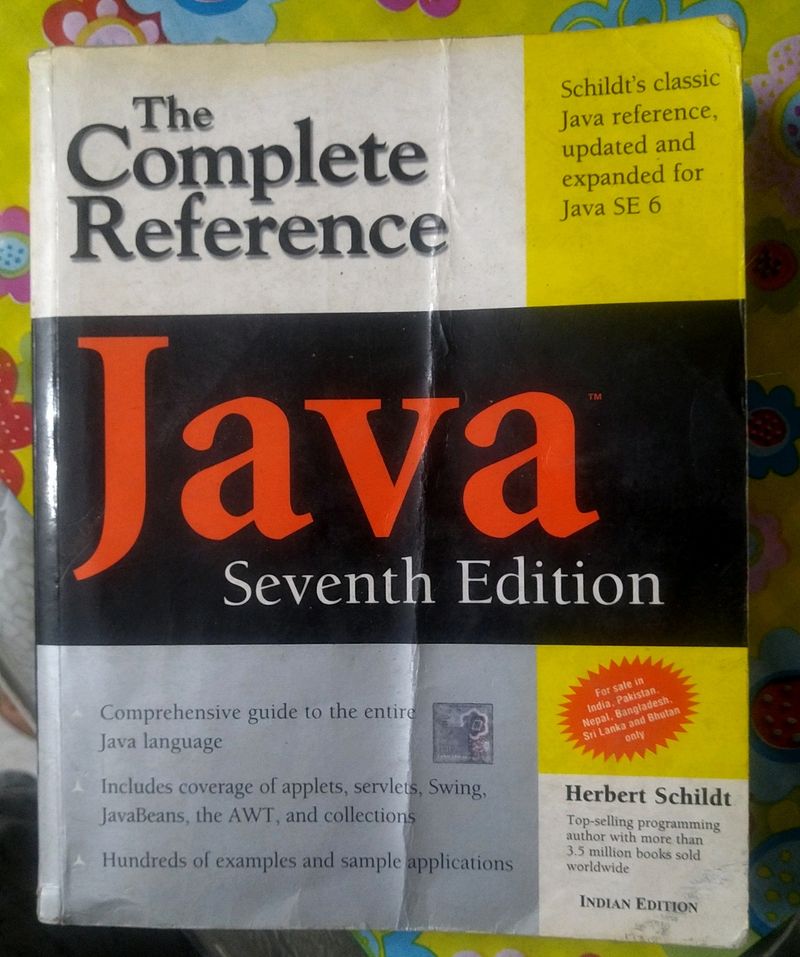 The
Complete
Reference
Schildt's classic
Java reference,
updated and
expanded for
Java SE 6
Java™
Seventh Edition
Comprehensive guide to the entire
Java language
Includes coverage of applets, servlets, Swing,
JavaBeans, the AWT, and collections
Hundreds of examples and sample applications
For sale in
India, Pakistan,
Nepal, Bangladesh,
Sri Lanka and Bhutan
only
Herbert Schildt
Top-selling programming
author with more than
3.5 million books sold
worldwide
INDIAN EDITION